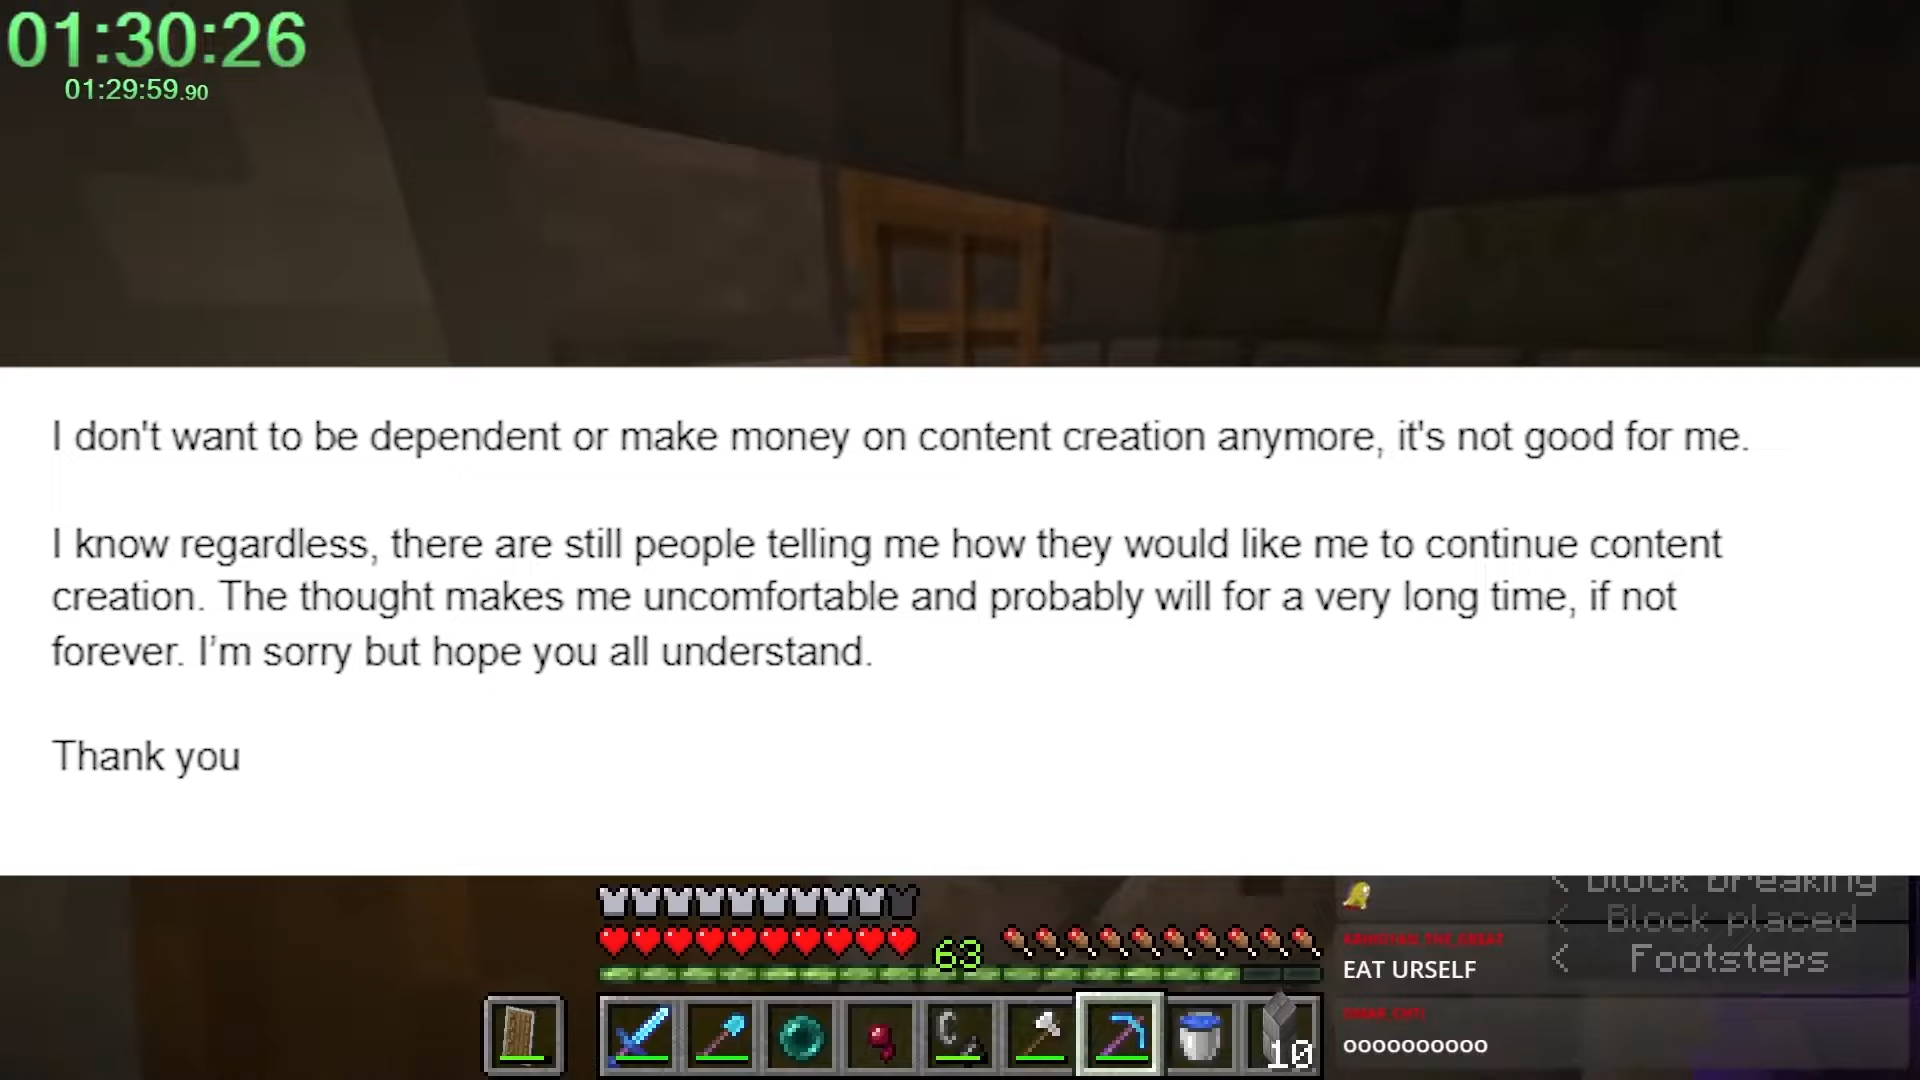 01:30:26
01:29:59.90
I don't want to be dependent or make money on content creation anymore, it's not good for me.
I know regardless, there are still people telling me how they would like me to continue content
creation. The thought makes me uncomfortable and probably will for a very long time, if not
forever. I’m sorry but hope you all understand.
Thank you
< Block breaking
< Block placed
< Footsteps
EAT URSELF
oooooooooo
63
10